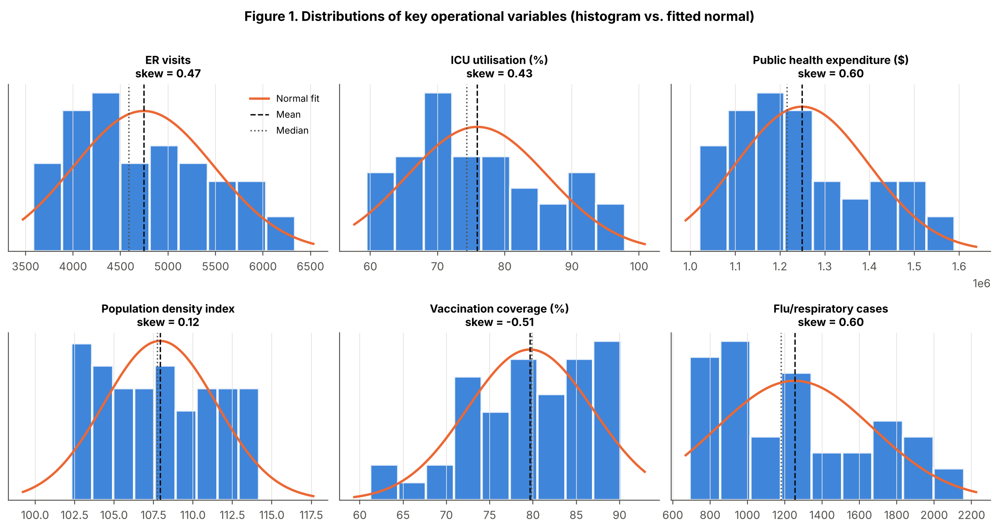 Figure 1. Distributions of key operational variables (histogram vs. fitted normal)
ER visits
skew = 0.47
Normal fit
Mean
Median
3500 4000 4500 5000 5500 6000 6500
ICU utilisation (%)
skew = 0.43
60 70 80 90 100
Public health expenditure ($)
skew = 0.60
1.0 1.1 1.2 1.3 1.4 1.5 1.6
1e6
Population density index
skew = 0.12
100.0 102.5 105.0 107.5 110.0 112.5 115.0 117.5
Vaccination coverage (%)
skew = -0.51
60 65 70 75 80 85 90
Flu/respiratory cases
skew = 0.60
600 800 1000 1200 1400 1600 1800 2000 2200